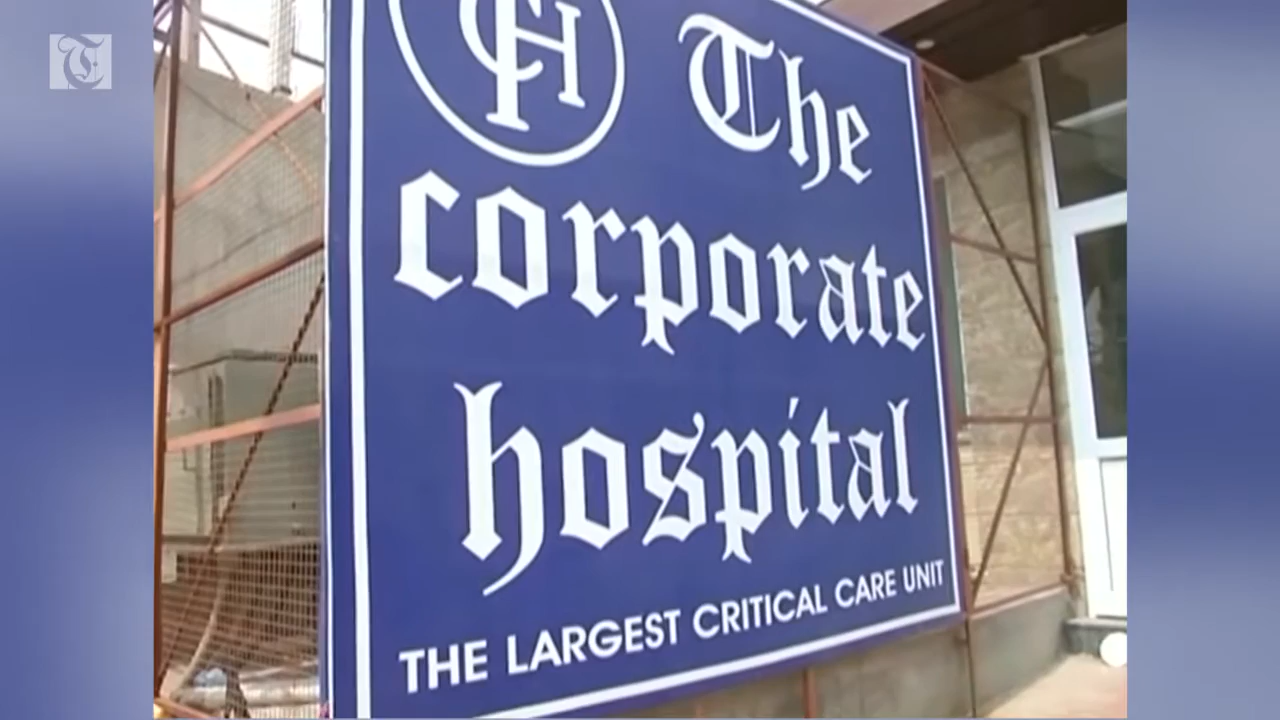 T
CH
The
corporate
hospital
THE LARGEST CRITICAL CARE UNIT